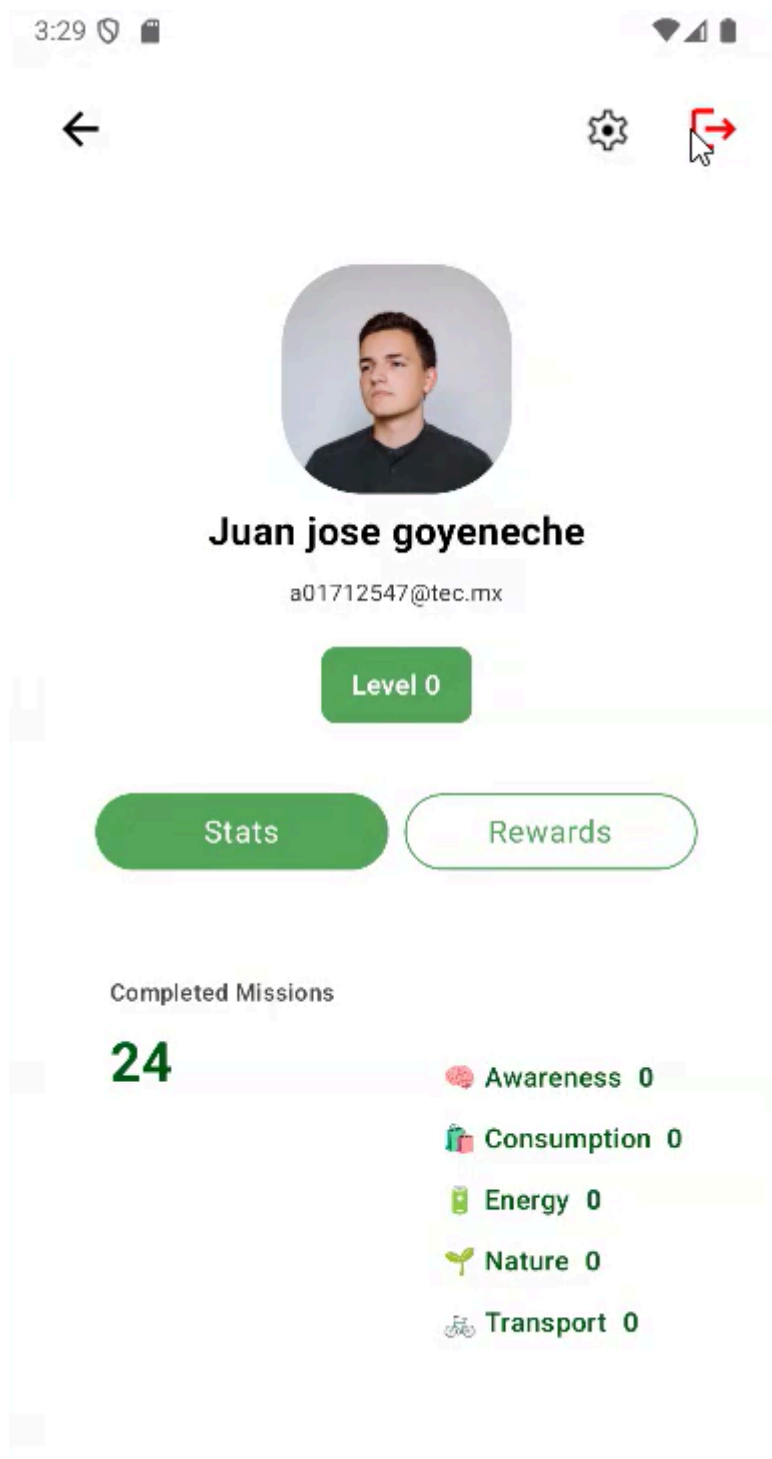 3:29
Juan jose goyeneche
a01712547@tec.mx
Level 0
Stats
Rewards
Completed Missions
24
Awareness 0
Consumption 0
Energy 0
Nature 0
Transport 0